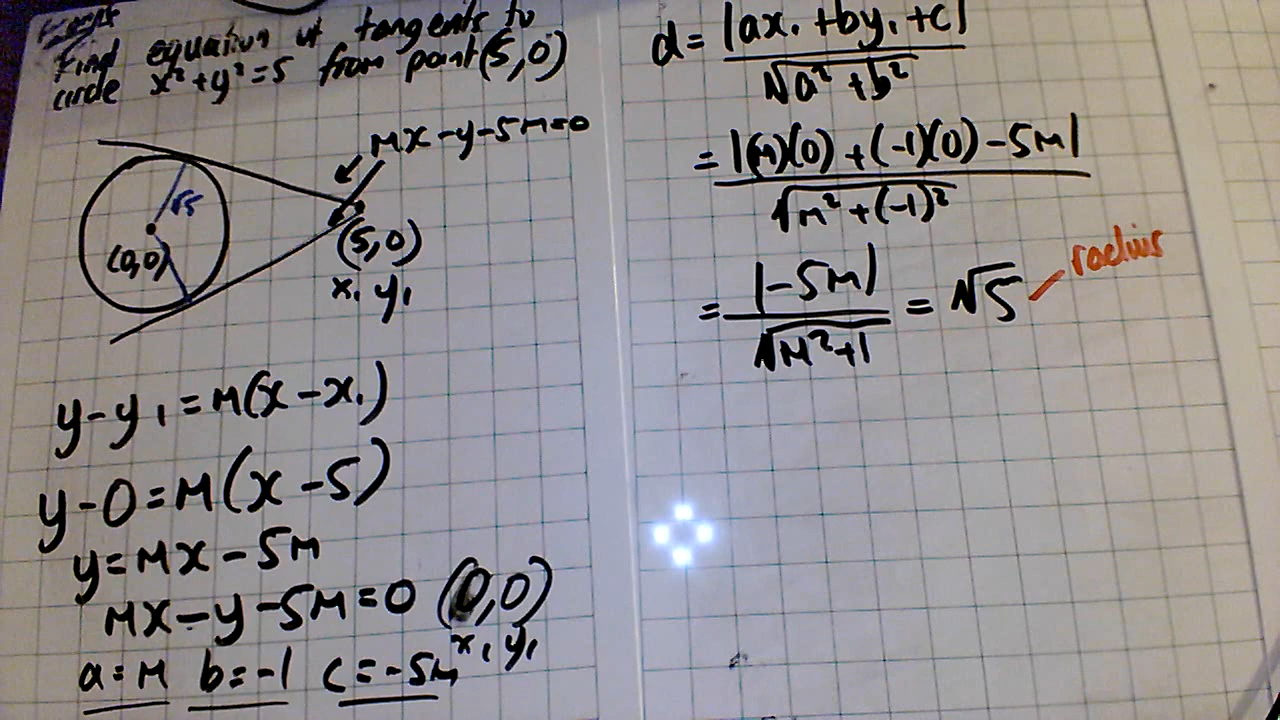 Example
Find equation of tangents to
circle x²+y²=5 from point (5,0)
Mx-y-5M=0
√5
(0,0)
(5,0)
x₁ y₁
y-y₁=M(x-x₁)
y-0=M(x-5)
y=Mx-5M
Mx-y-5M=0 (0,0)
x₁ y₁
a=M b=-1 c=-5M
d=|ax₁+by₁+c|
√a²+b²
=|(M)(0)+(-1)(0)-5M|
√M²+(-1)²
=|-5M|
√M²+1
=√5 radius